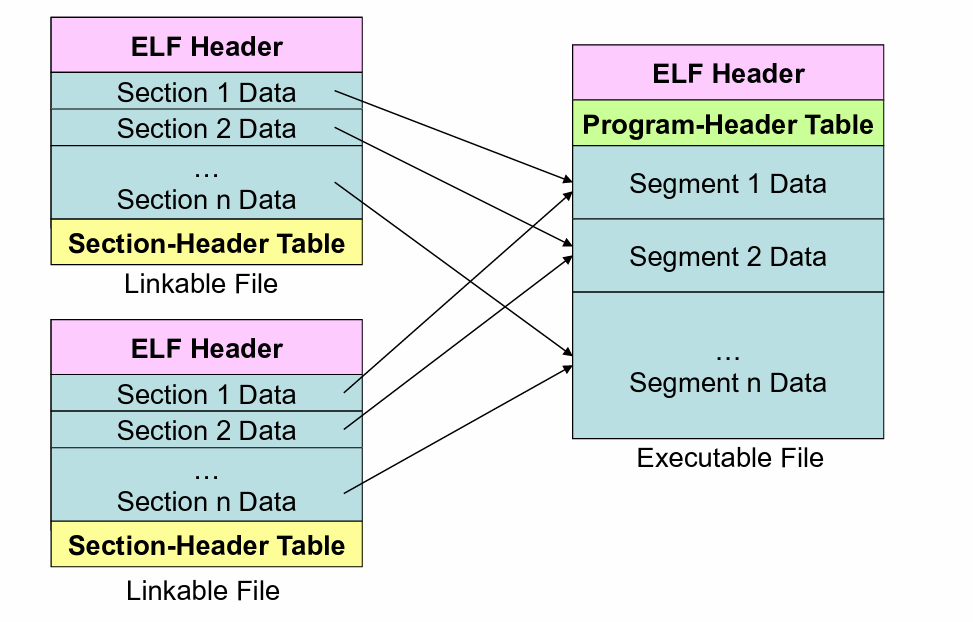 ELF Header
Section 1 Data
Section 2 Data
...
Section n Data
Section-Header Table
Linkable File
ELF Header
Section 1 Data
Section 2 Data
...
Section n Data
Section-Header Table
Linkable File
ELF Header
Program-Header Table
Segment 1 Data
Segment 2 Data
...
Segment n Data
Executable File